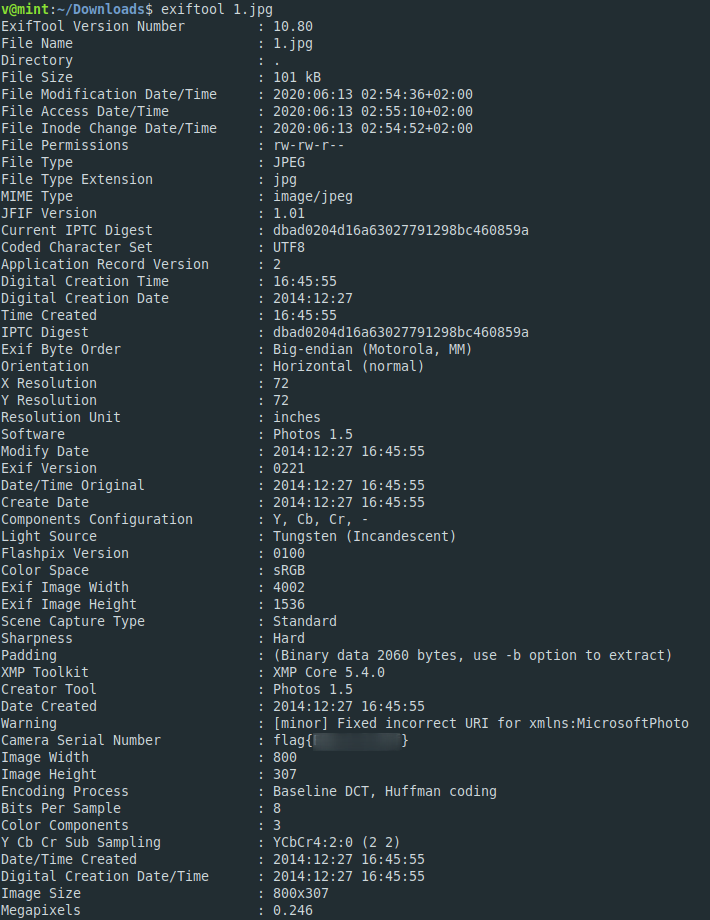 v@mint:~/Downloads$ exiftool 1.jpg
ExifTool Version Number         : 10.80
File Name                       : 1.jpg
Directory                       : .
File Size                       : 101 kB
File Modification Date/Time     : 2020:06:13 02:54:36+02:00
File Access Date/Time           : 2020:06:13 02:55:10+02:00
File Inode Change Date/Time     : 2020:06:13 02:54:52+02:00
File Permissions                : rw-rw-r--
File Type                       : JPEG
File Type Extension             : jpg
MIME Type                       : image/jpeg
JFIF Version                    : 1.01
Current IPTC Digest             : dbad0204d16a63027791298bc460859a
Coded Character Set             : UTF8
Application Record Version      : 2
Digital Creation Time           : 16:45:55
Digital Creation Date           : 2014:12:27
Time Created                    : 16:45:55
IPTC Digest                     : dbad0204d16a63027791298bc460859a
Exif Byte Order                 : Big-endian (Motorola, MM)
Orientation                     : Horizontal (normal)
X Resolution                    : 72
Y Resolution                    : 72
Resolution Unit                 : inches
Software                        : Photos 1.5
Modify Date                     : 2014:12:27 16:45:55
Exif Version                    : 0221
Date/Time Original              : 2014:12:27 16:45:55
Create Date                     : 2014:12:27 16:45:55
Components Configuration        : Y, Cb, Cr, -
Light Source                    : Tungsten (Incandescent)
Flashpix Version                : 0100
Color Space                     : sRGB
Exif Image Width                : 4002
Exif Image Height               : 1536
Scene Capture Type              : Standard
Sharpness                       : Hard
Padding                         : (Binary data 2060 bytes, use -b option to extract)
XMP Toolkit                     : XMP Core 5.4.0
Creator Tool                    : Photos 1.5
Date Created                    : 2014:12:27 16:45:55
Warning                         : [minor] Fixed incorrect URI for xmlns:MicrosoftPhoto
Camera Serial Number            : flag{ }
Image Width                     : 800
Image Height                    : 307
Encoding Process                : Baseline DCT, Huffman coding
Bits Per Sample                 : 8
Color Components                : 3
Y Cb Cr Sub Sampling            : YCbCr4:2:0 (2 2)
Date/Time Created               : 2014:12:27 16:45:55
Digital Creation Date/Time      : 2014:12:27 16:45:55
Image Size                      : 800x307
Megapixels                      : 0.246